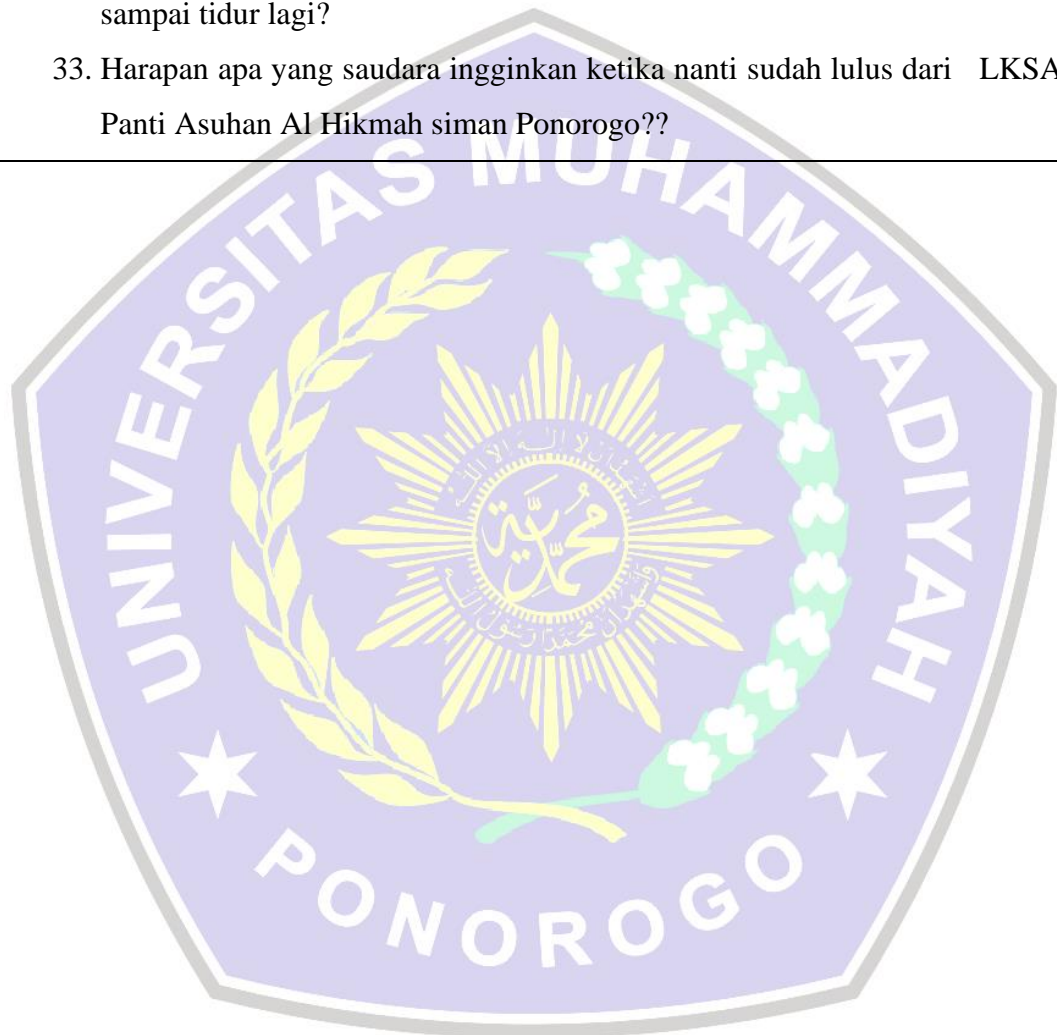 sampai tidur lagi?
33. Harapan apa yang saudara ingginkan ketika nanti sudah lulus dari LKSA
Panti Asuhan Al Hikmah siman Ponorogo??
UNIVERSITAS MUHAMMADIYAH
محمدية
PONOROGO